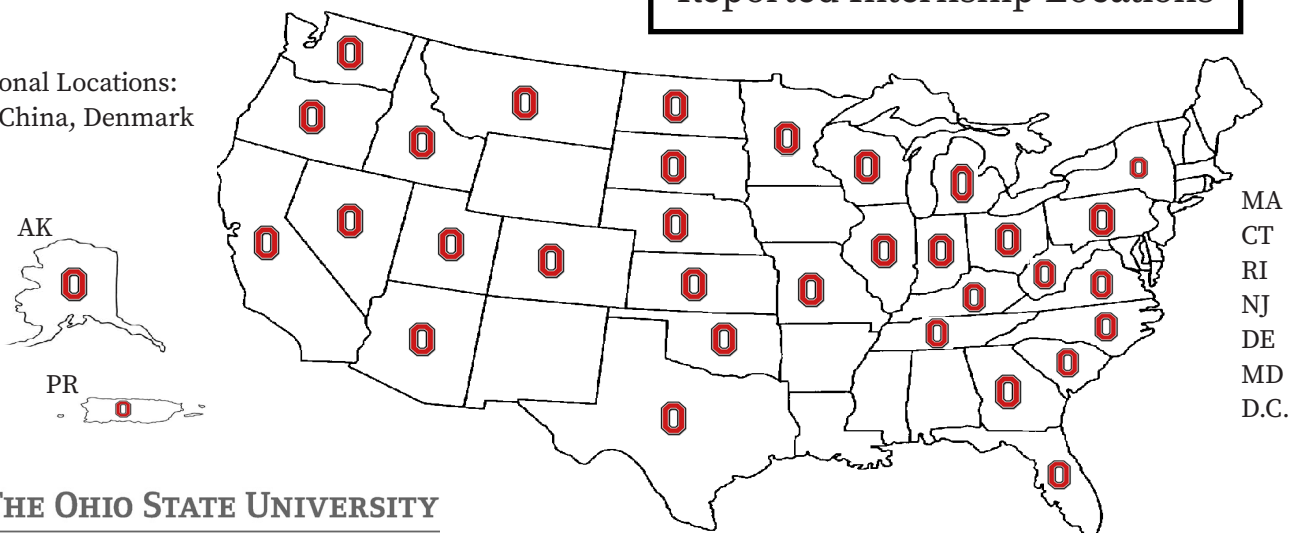 Reported Internship Locations
onal Locations:
China, Denmark
AK
PR
MA
CT
RI
NJ
DE
MD
D.C.
THE OHIO STATE UNIVERSITY